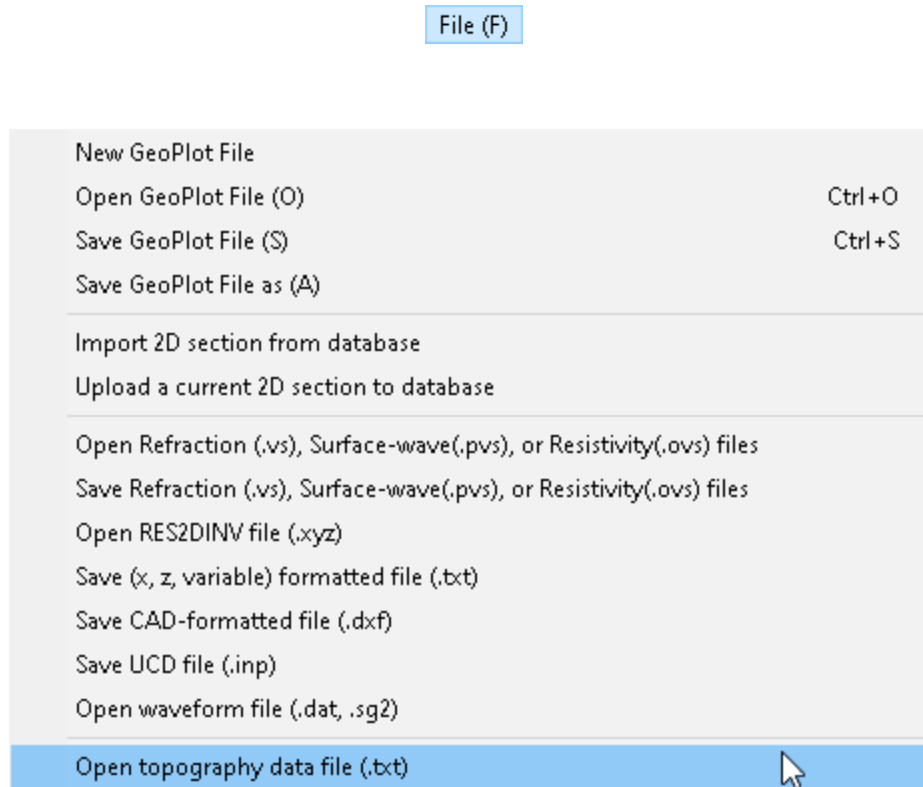 File (F)
New GeoPlot File
Open GeoPlot File (O) Ctrl+O
Save GeoPlot File (S) Ctrl+S
Save GeoPlot File as (A)
Import 2D section from database
Upload a current 2D section to database
Open Refraction (.vs), Surface-wave(.pvs), or Resistivity(.ovs) files
Save Refraction (.vs), Surface-wave(.pvs), or Resistivity(.ovs) files
Open RES2DINV file (.xyz)
Save (x, z, variable) formatted file (.txt)
Save CAD-formatted file (.dxf)
Save UCD file (.inp)
Open waveform file (.dat, .sg2)
Open topography data file (.txt)